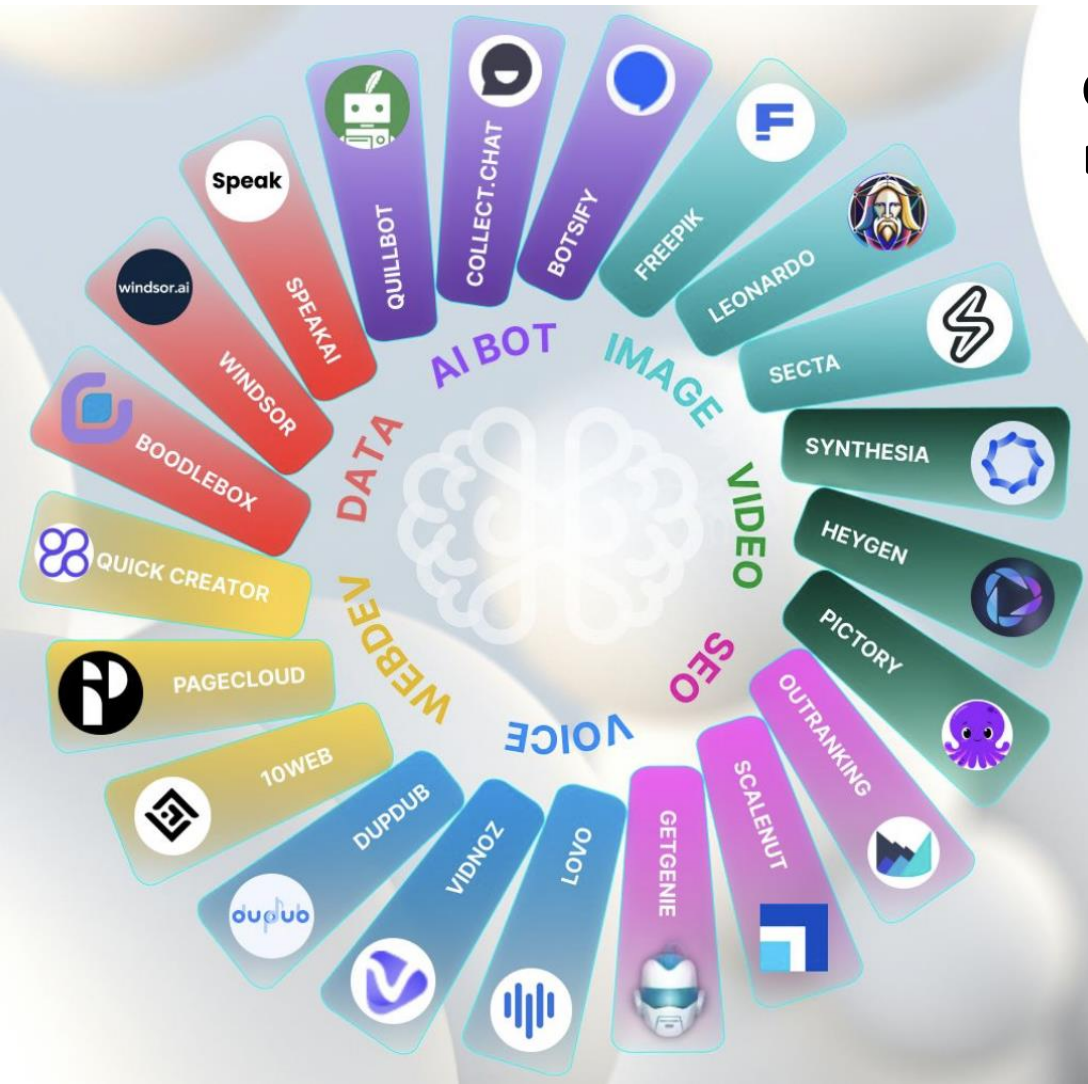 AI BOT
QUILLBOT
COLLECT.CHAT
BOTSIFY
IMAGE
FREEPIK
LEONARDO
SECTA
VIDEO
SYNTHESIA
HEYGEN
PICTORY
SEO
OUTRANKING
SCALENUT
GETGENIE
VOICE
LOVO
VIDNOZ
DUPDUB
dupdub
WEBDEV
10WEB
PAGECLOUD
QUICK CREATOR
DATA
BOODLEBOX
WINDSOR
windsor.ai
SPEAKAI
Speak